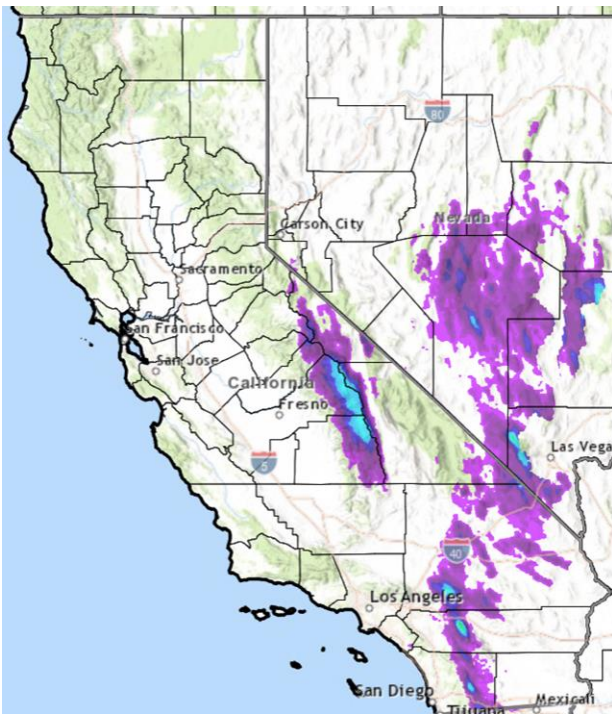 80
Carson City
Nevada
Sacramento
San Francisco
San Jose
California
Fresno
Las Vega
5
40
Los Angeles
San Diego
Mexicali
Tijuana